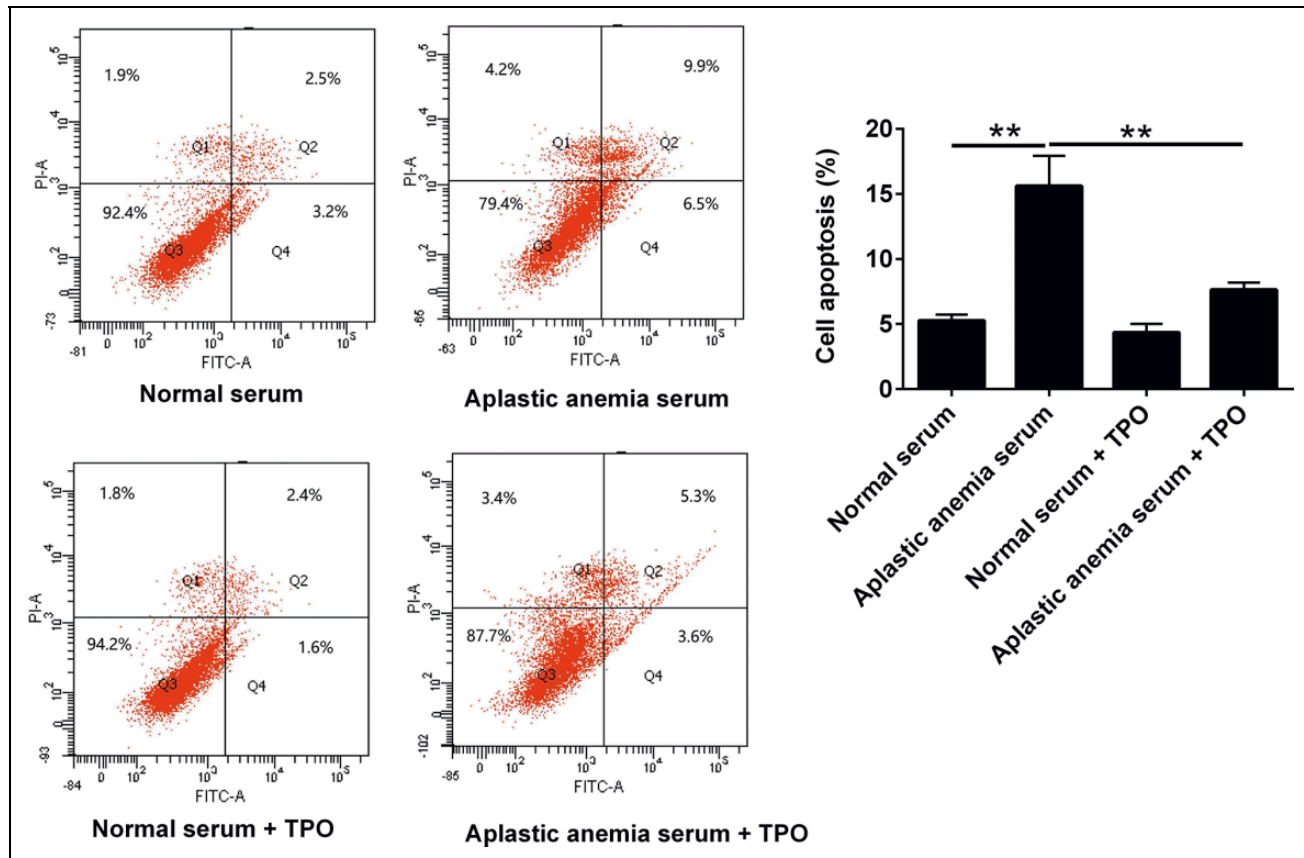 1.9%
2.5%
Q1
Q2
92.4%
3.2%
Q3
Q4
PI-A
10^5
10^4
10^3
10^2
0
-73
-81
0
10^2
10^3
10^4
10^5
FITC-A
Normal serum
4.2%
9.9%
Q1
Q2
79.4%
6.5%
Q3
Q4
PI-A
10^5
10^4
10^3
10^2
0
-65
-63
0
10^2
10^3
10^4
10^5
FITC-A
Aplastic anemia serum
1.8%
2.4%
Q1
Q2
94.2%
1.6%
Q3
Q4
PI-A
10^5
10^4
10^3
10^2
0
-93
-84
0
10^2
10^3
10^4
10^5
FITC-A
Normal serum + TPO
3.4%
5.3%
Q1
Q2
87.7%
3.6%
Q3
Q4
PI-A
10^5
10^4
10^3
10^2
0
-102
-85
0
10^2
10^3
10^4
10^5
FITC-A
Aplastic anemia serum + TPO
Cell apoptosis (%)
20
15
10
5
0
**
**
Normal serum
Aplastic anemia serum
Normal serum + TPO
Aplastic anemia serum + TPO